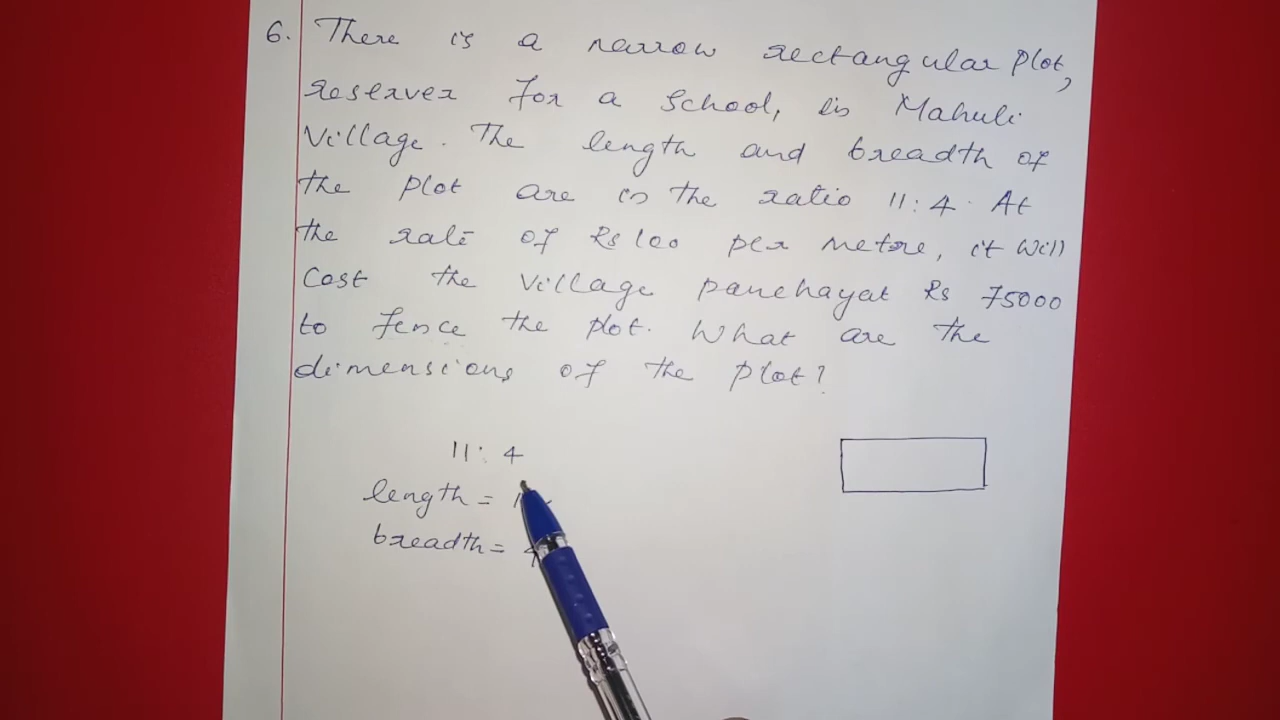 6. There is a narrow rectangular plot,
reserved for a school, in Mahuli
Village. The length and breadth of
the plot are in the ratio 11:4. At
the rate of Rs 100 per metre, it will
Cost the village panchayat Rs 75000
to fence the plot. What are the
dimensions of the plot?
11:4
length =
breadth =